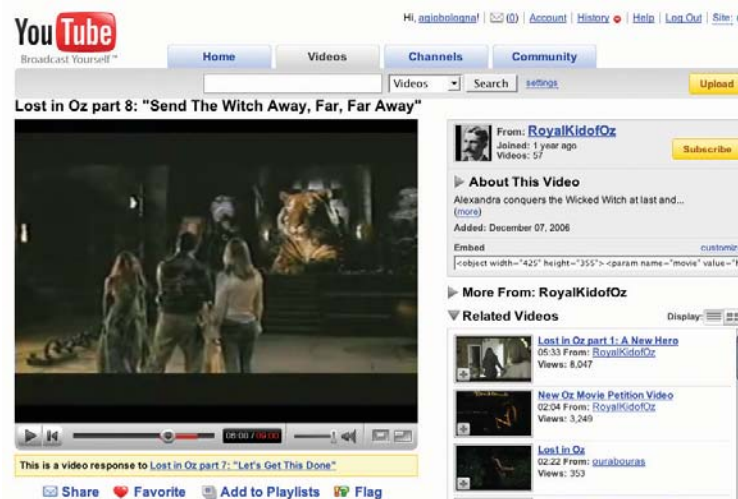 You Tube
Broadcast Yourself ™
Hi, agiobologna! | (0) | Account | History | Help | Log Out | Site:
Home Videos Channels Community
Videos Search settings Upload
Lost in Oz part 8: "Send The Witch Away, Far, Far Away"
From: RoyalKidofOz
Joined: 1 year ago
Videos: 57
Subscribe
About This Video
Alexandra conquers the Wicked Witch at last and...
(more)
Added: December 07, 2006
Embed customiz
<object width="425" height="355"> <param name="movie" value="h
More From: RoyalKidofOz
Related Videos Display:
Lost in Oz part 1: A New Hero
05:33 From: RoyalKidofOz
Views: 8,047
New Oz Movie Petition Video
02:04 From: RoyalKidofOz
Views: 3,249
Lost in Oz
02:22 From: ourabouras
Views: 353
06:00 / 09:00
This is a video response to Lost in Oz part 7: "Let's Get This Done"
Share Favorite Add to Playlists Flag